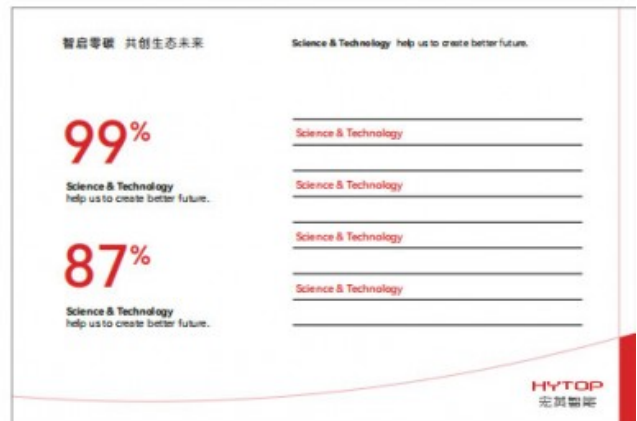 智启零碳 共创生态未来
Science & Technology help us to create better future.
99%
Science & Technology
help us to create better future.
87%
Science & Technology
help us to create better future.
Science & Technology
Science & Technology
Science & Technology
Science & Technology
HYTOP
宏英智能